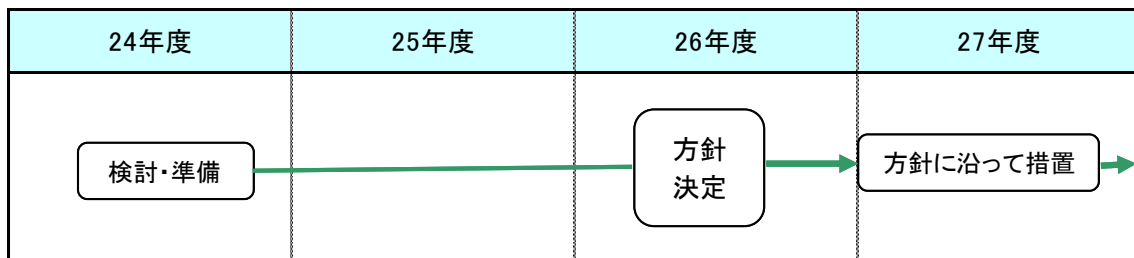 24年度
25年度
26年度
27年度
検討・準備
方針
決定
方針に沿って措置